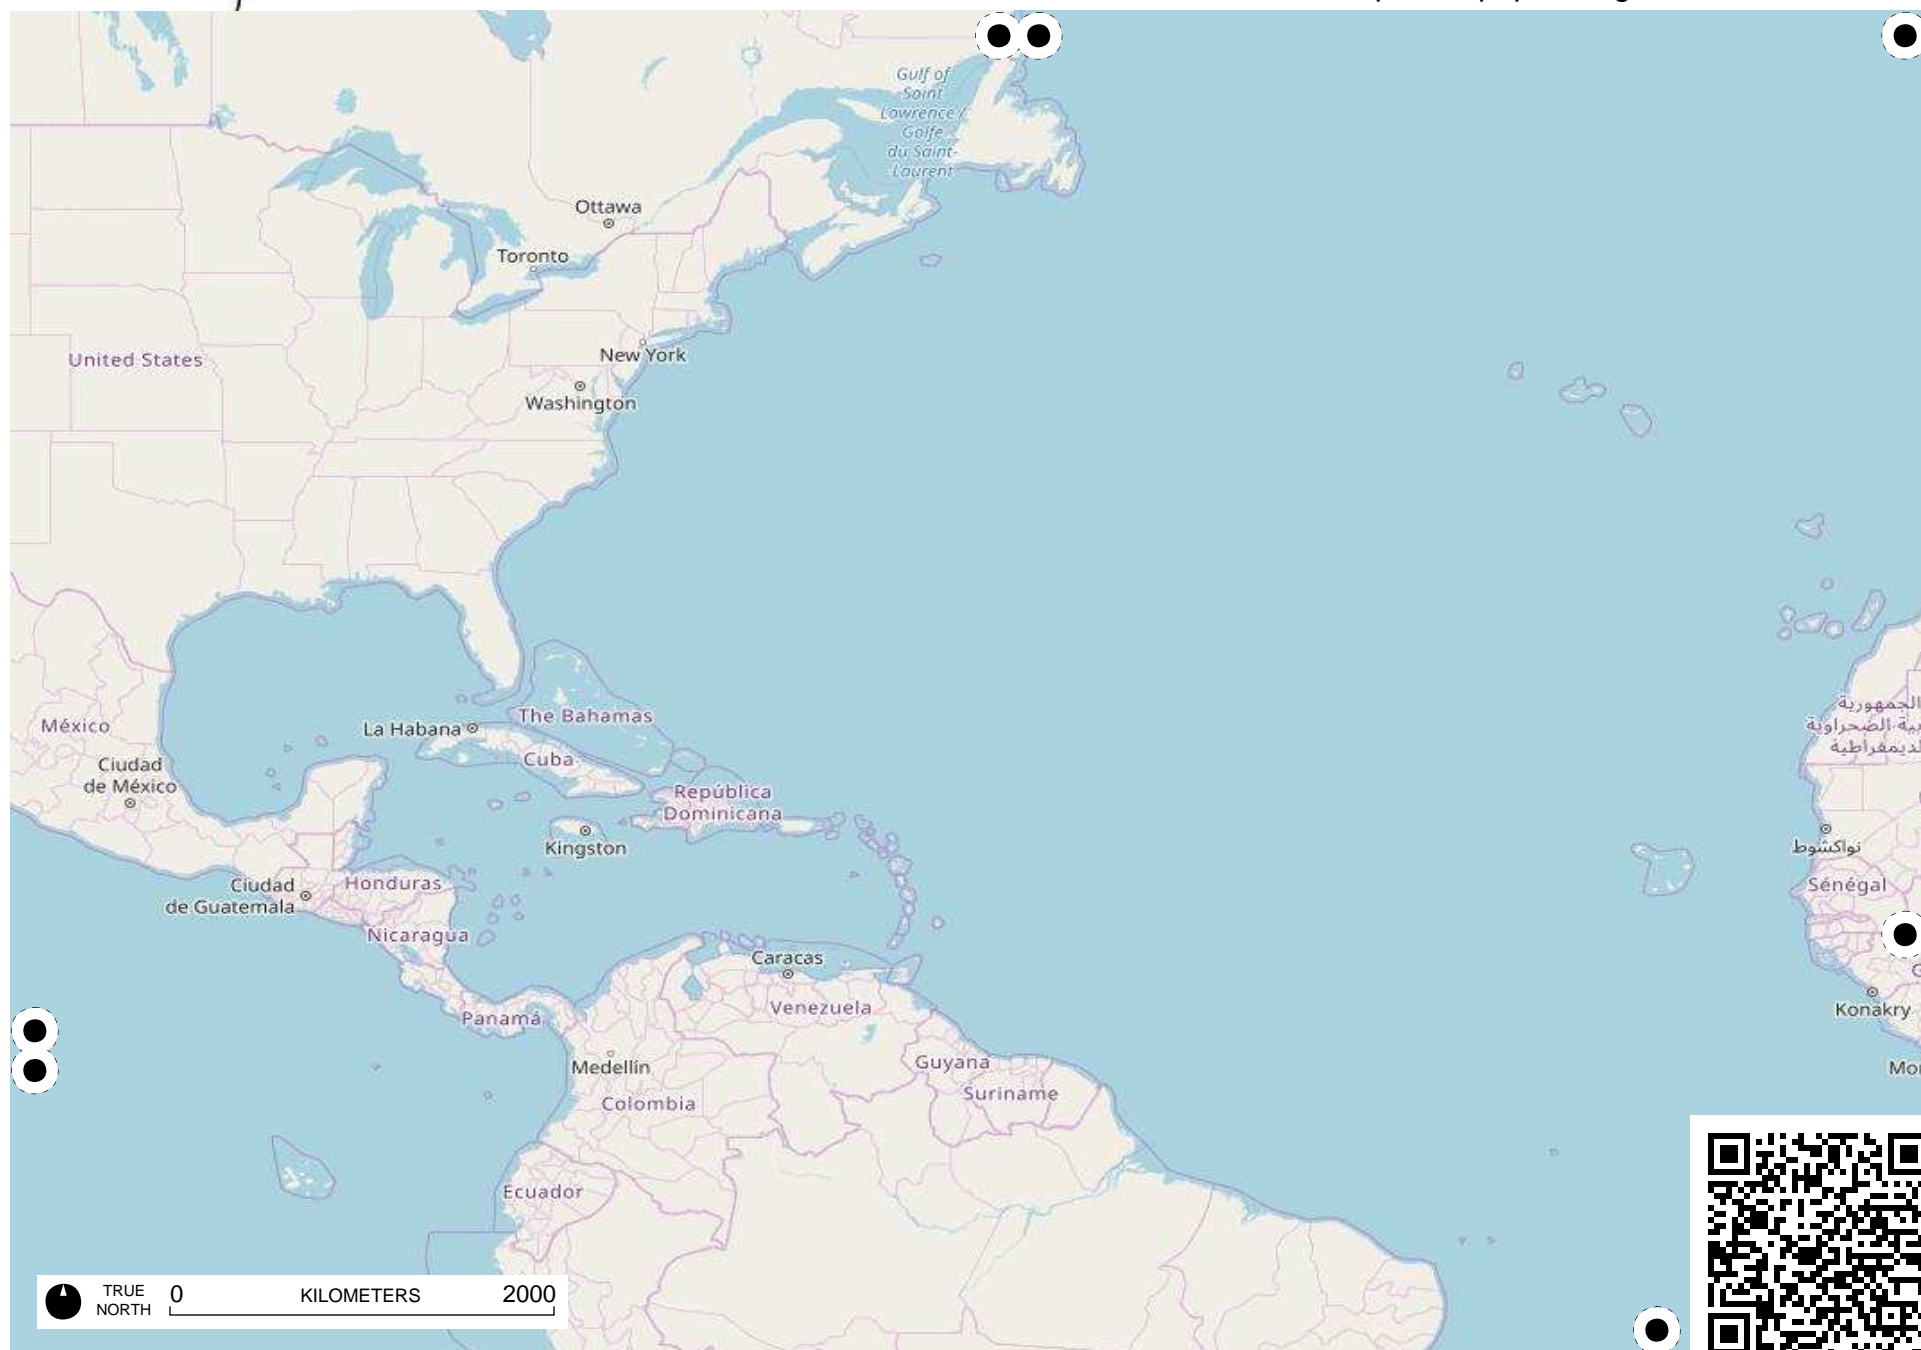 Gulf of
Saint
Lawrence /
Golfe
du Saint-
Laurent
Ottawa
Toronto
New York
United States
Washington
México
La Habana
The Bahamas
Cuba
Ciudad
de México
República
Dominicana
Kingston
الجمهورية
الصحراوية
نواكشوط
Sénégal
Honduras
Ciudad
de Guatemala
Nicaragua
Caracas
Venezuela
Panamá
Konakry
Medellín
Guyana
Colombia
Suriname
Ecuador
TRUE
NORTH
0 KILOMETERS 2000